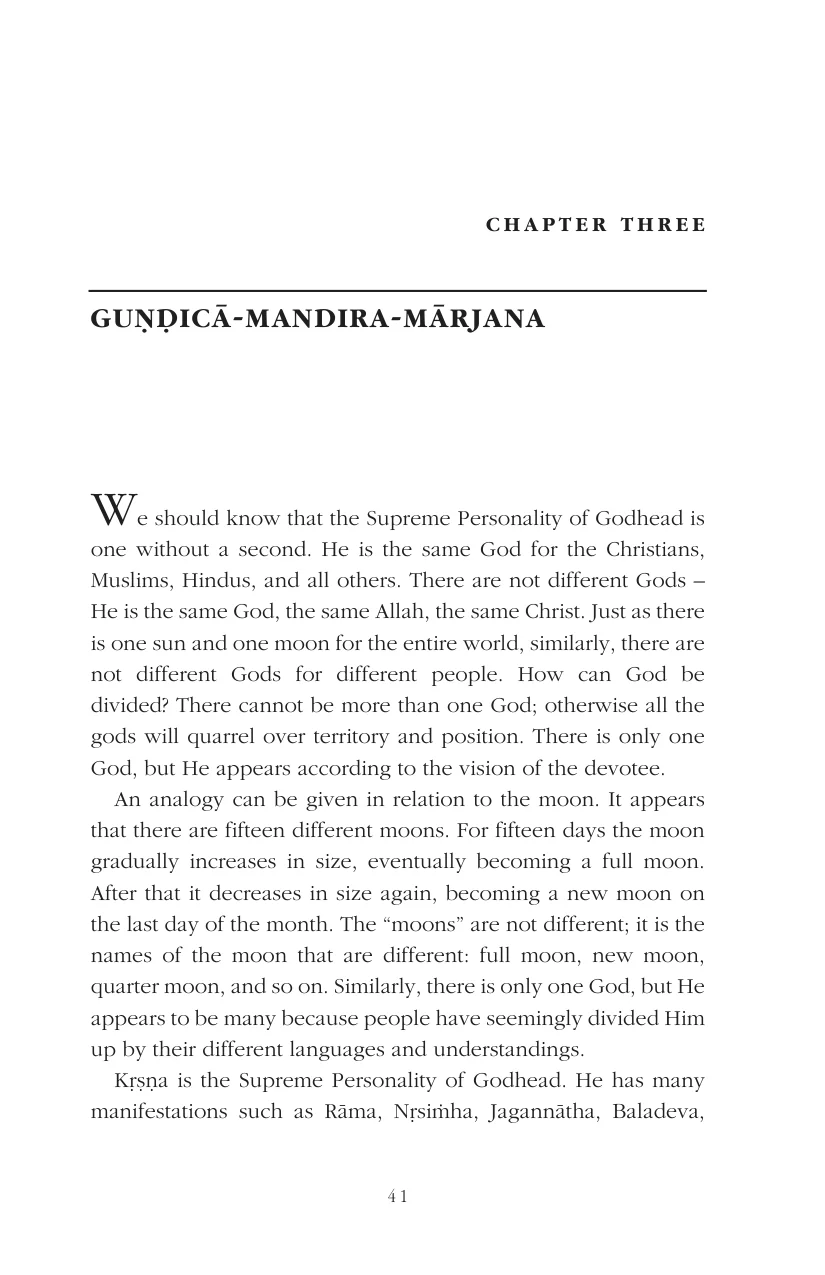 CHAPTER THREE
GUṆḌICĀ-MANDIRA-MĀRJANA
We should know that the Supreme Personality of Godhead is
one without a second. He is the same God for the Christians,
Muslims, Hindus, and all others. There are not different Gods –
He is the same God, the same Allah, the same Christ. Just as there
is one sun and one moon for the entire world, similarly, there are
not different Gods for different people. How can God be
divided? There cannot be more than one God; otherwise all the
gods will quarrel over territory and position. There is only one
God, but He appears according to the vision of the devotee.
An analogy can be given in relation to the moon. It appears
that there are fifteen different moons. For fifteen days the moon
gradually increases in size, eventually becoming a full moon.
After that it decreases in size again, becoming a new moon on
the last day of the month. The “moons” are not different; it is the
names of the moon that are different: full moon, new moon,
quarter moon, and so on. Similarly, there is only one God, but He
appears to be many because people have seemingly divided Him
up by their different languages and understandings.
Kṛṣṇa is the Supreme Personality of Godhead. He has many
manifestations such as Rāma, Nṛsiṁha, Jagannātha, Baladeva,
41